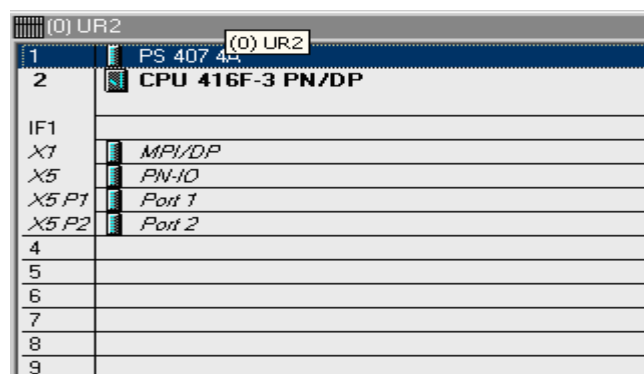 (0) UR2
(0) UR2
1 PS 407 4A
2 CPU 416F-3 PN/DP
IF1
X1 MPI/DP
X5 PN-IO
X5 P1 Port 1
X5 P2 Port 2
4
5
6
7
8
9